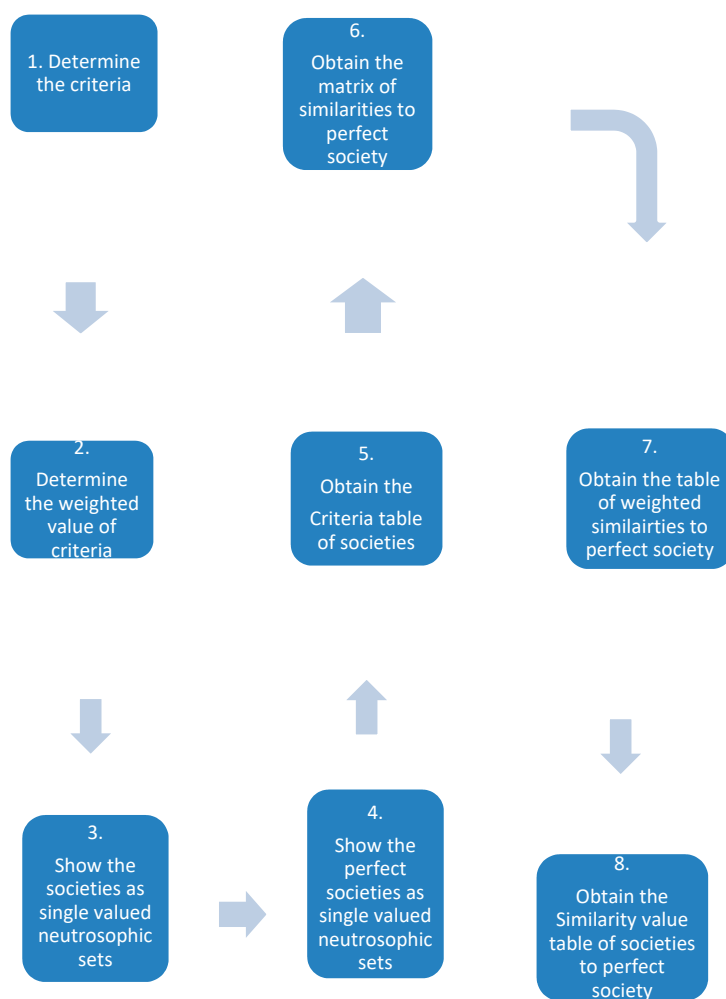 1. Determine
the criteria
2.
Determine
the weighted
value of
criteria
3.
Show the
societies as
single valued
neutrosophic
sets
4.
Show the
perfect
societies as
single valued
neutrosophic
sets
5.
Obtain the
Criteria table
of societies
6.
Obtain the
matrix of
similarities to
perfect
society
7.
Obtain the table
of weighted
similairties to
perfect society
8.
Obtain the
Similarity value
table of societies
to perfect
society